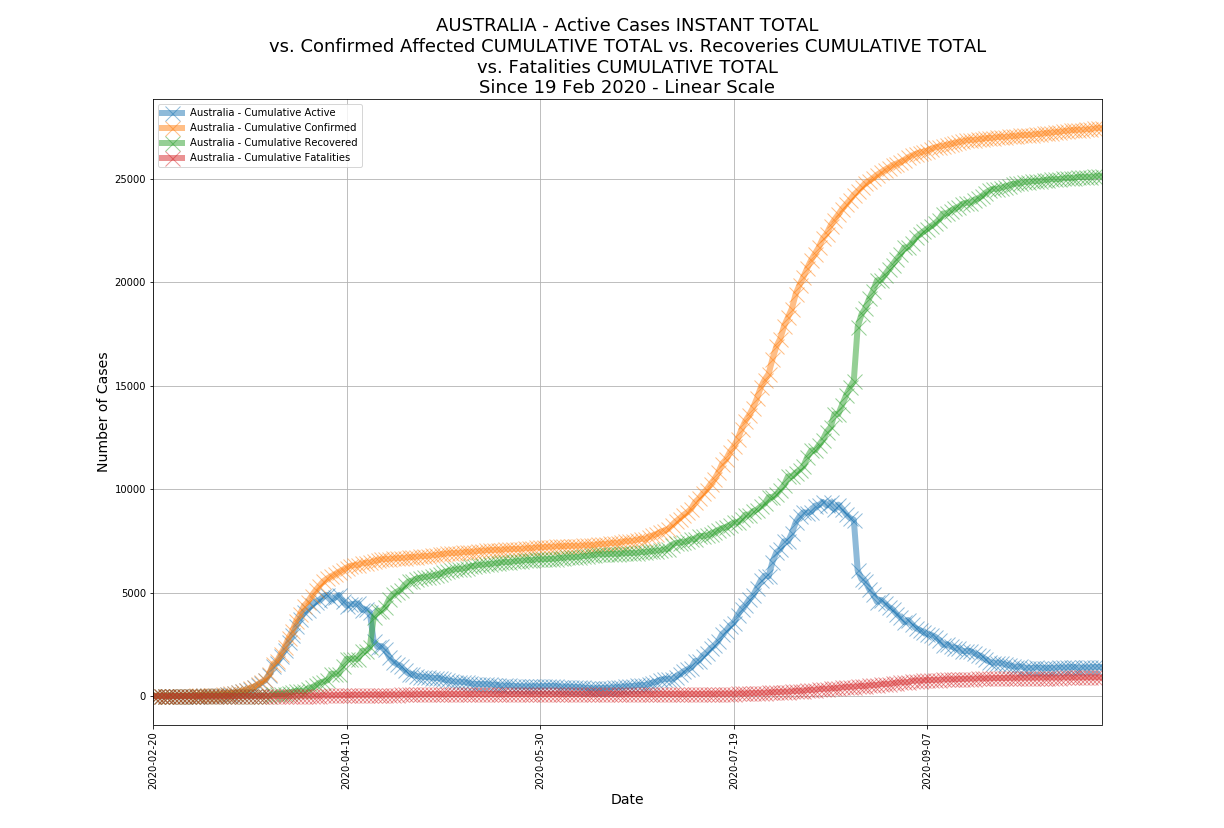 AUSTRALIA - Active Cases INSTANT TOTAL
vs. Confirmed Affected CUMULATIVE TOTAL vs. Recoveries CUMULATIVE TOTAL
vs. Fatalities CUMULATIVE TOTAL
Since 19 Feb 2020 - Linear Scale
Australia - Cumulative Active
Australia - Cumulative Confirmed
Australia - Cumulative Recovered
Australia - Cumulative Fatalities
Number of Cases
25000
20000
15000
10000
5000
0
2020-02-20
2020-04-10
2020-05-30
2020-07-19
2020-09-07
Date